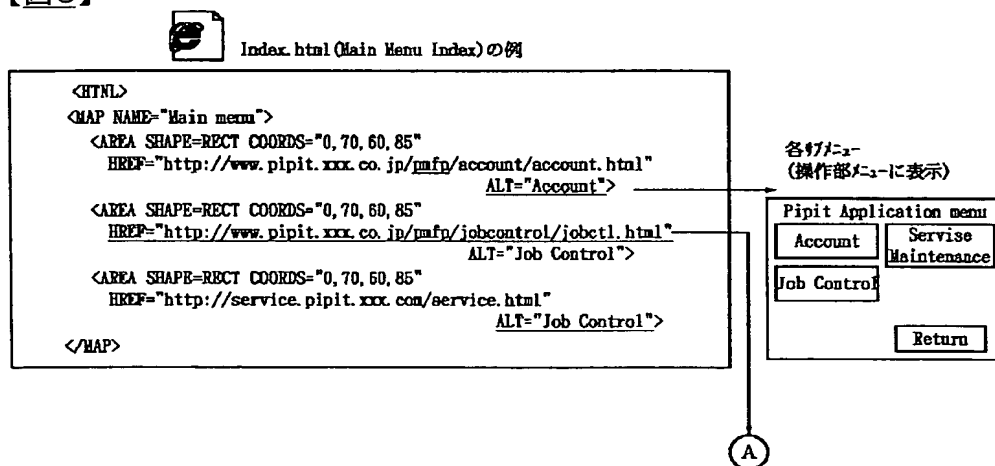 Index.html(Main Menu Index)の例
<HTML>
<MAP NAME="Main menu">
<AREA SHAPE=RECT COORDS="0,70,60,85"
HREF="http://www.pipit.xxx.co.jp/pmfp/account/account.html"
ALT="Account">
<AREA SHAPE=RECT COORDS="0,70,60,85"
HREF="http://www.pipit.xxx.co.jp/pmfp/jobcontrol/jobctl.html"
ALT="Job Control">
<AREA SHAPE=RECT COORDS="0,70,60,85"
HREF="http://service.pipit.xxx.com/service.html"
ALT="Job Control">
</MAP>
各サブメニュー
(操作部メニューに表示)
Pipit Application menu
Account
Servise
Maintenance
Job Control
Return
A